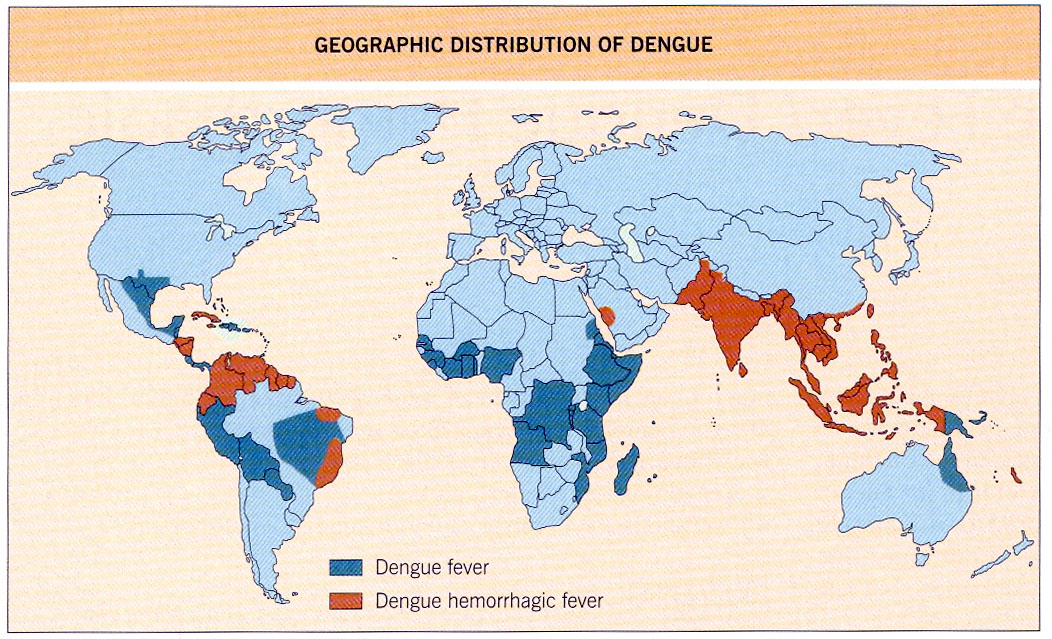 GEOGRAPHIC DISTRIBUTION OF DENGUE
Dengue fever
Dengue hemorrhagic fever